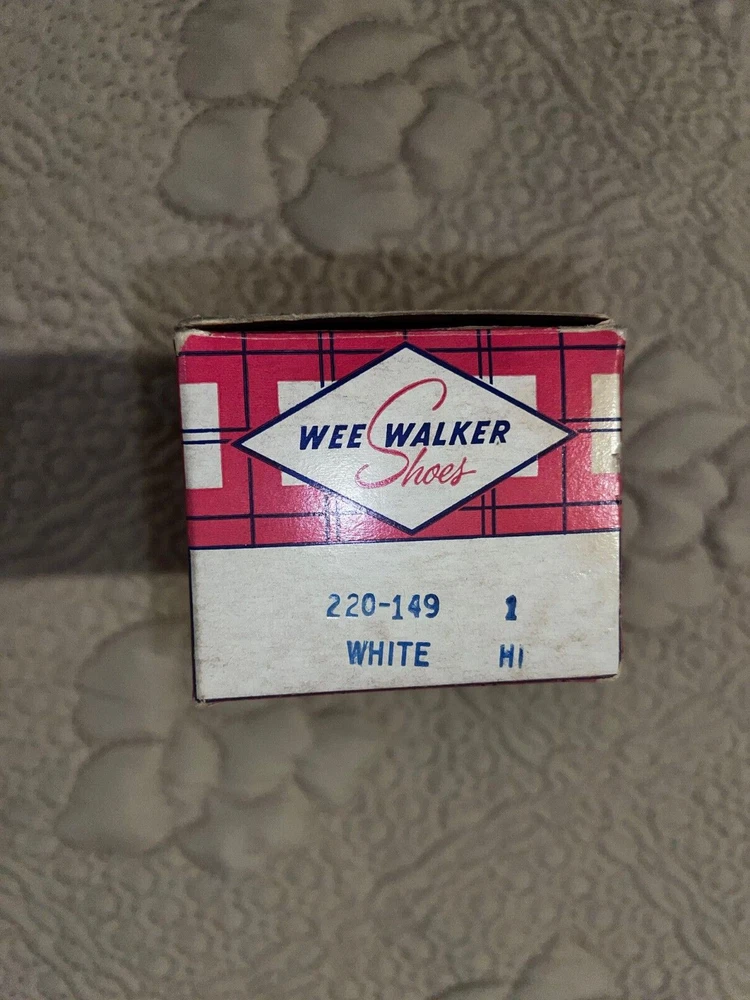 WEE WALKER
Shoes
220-149 1
WHITE HI